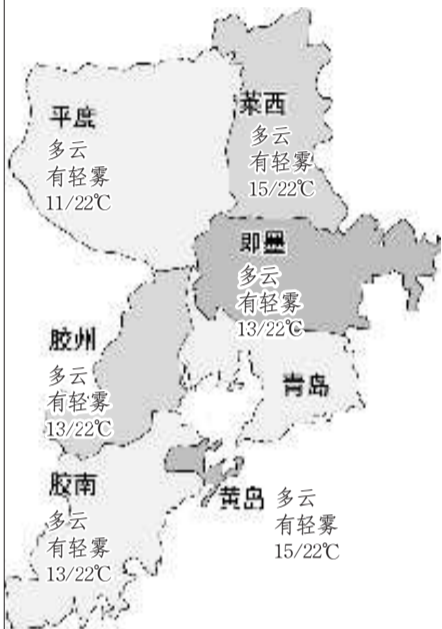 平度
多云
有轻雾
11/22℃
莱西
多云
有轻雾
15/22℃
即墨
多云
有轻雾
13/22℃
胶州
多云
有轻雾
13/22℃
青岛
胶南
多云
有轻雾
13/22℃
黄岛
多云
有轻雾
15/22℃